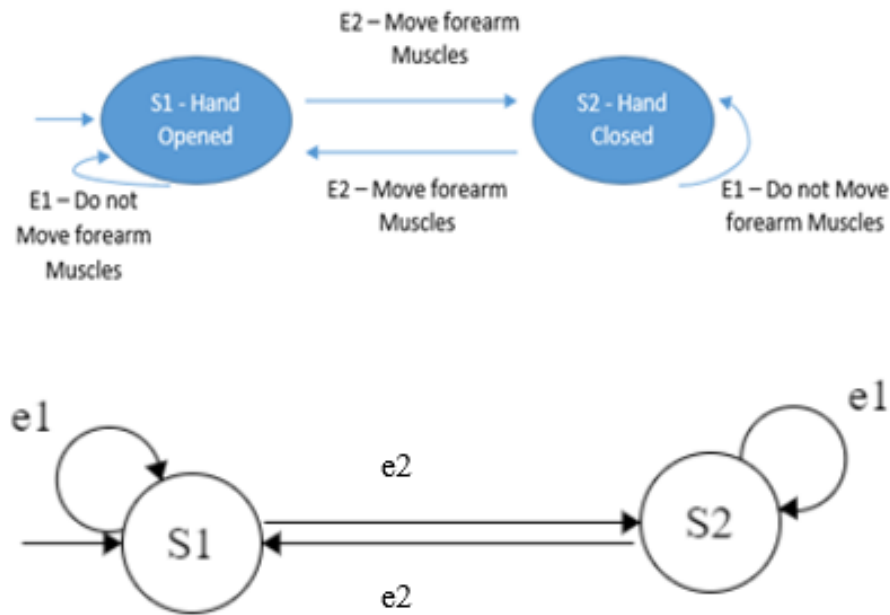 E2 – Move forearm
Muscles
S1 - Hand
Opened
S2 - Hand
Closed
E1 – Do not
Move forearm
Muscles
E2 – Move forearm
Muscles
E1 – Do not Move
forearm Muscles
e1
e1
e2
S1
S2
e2